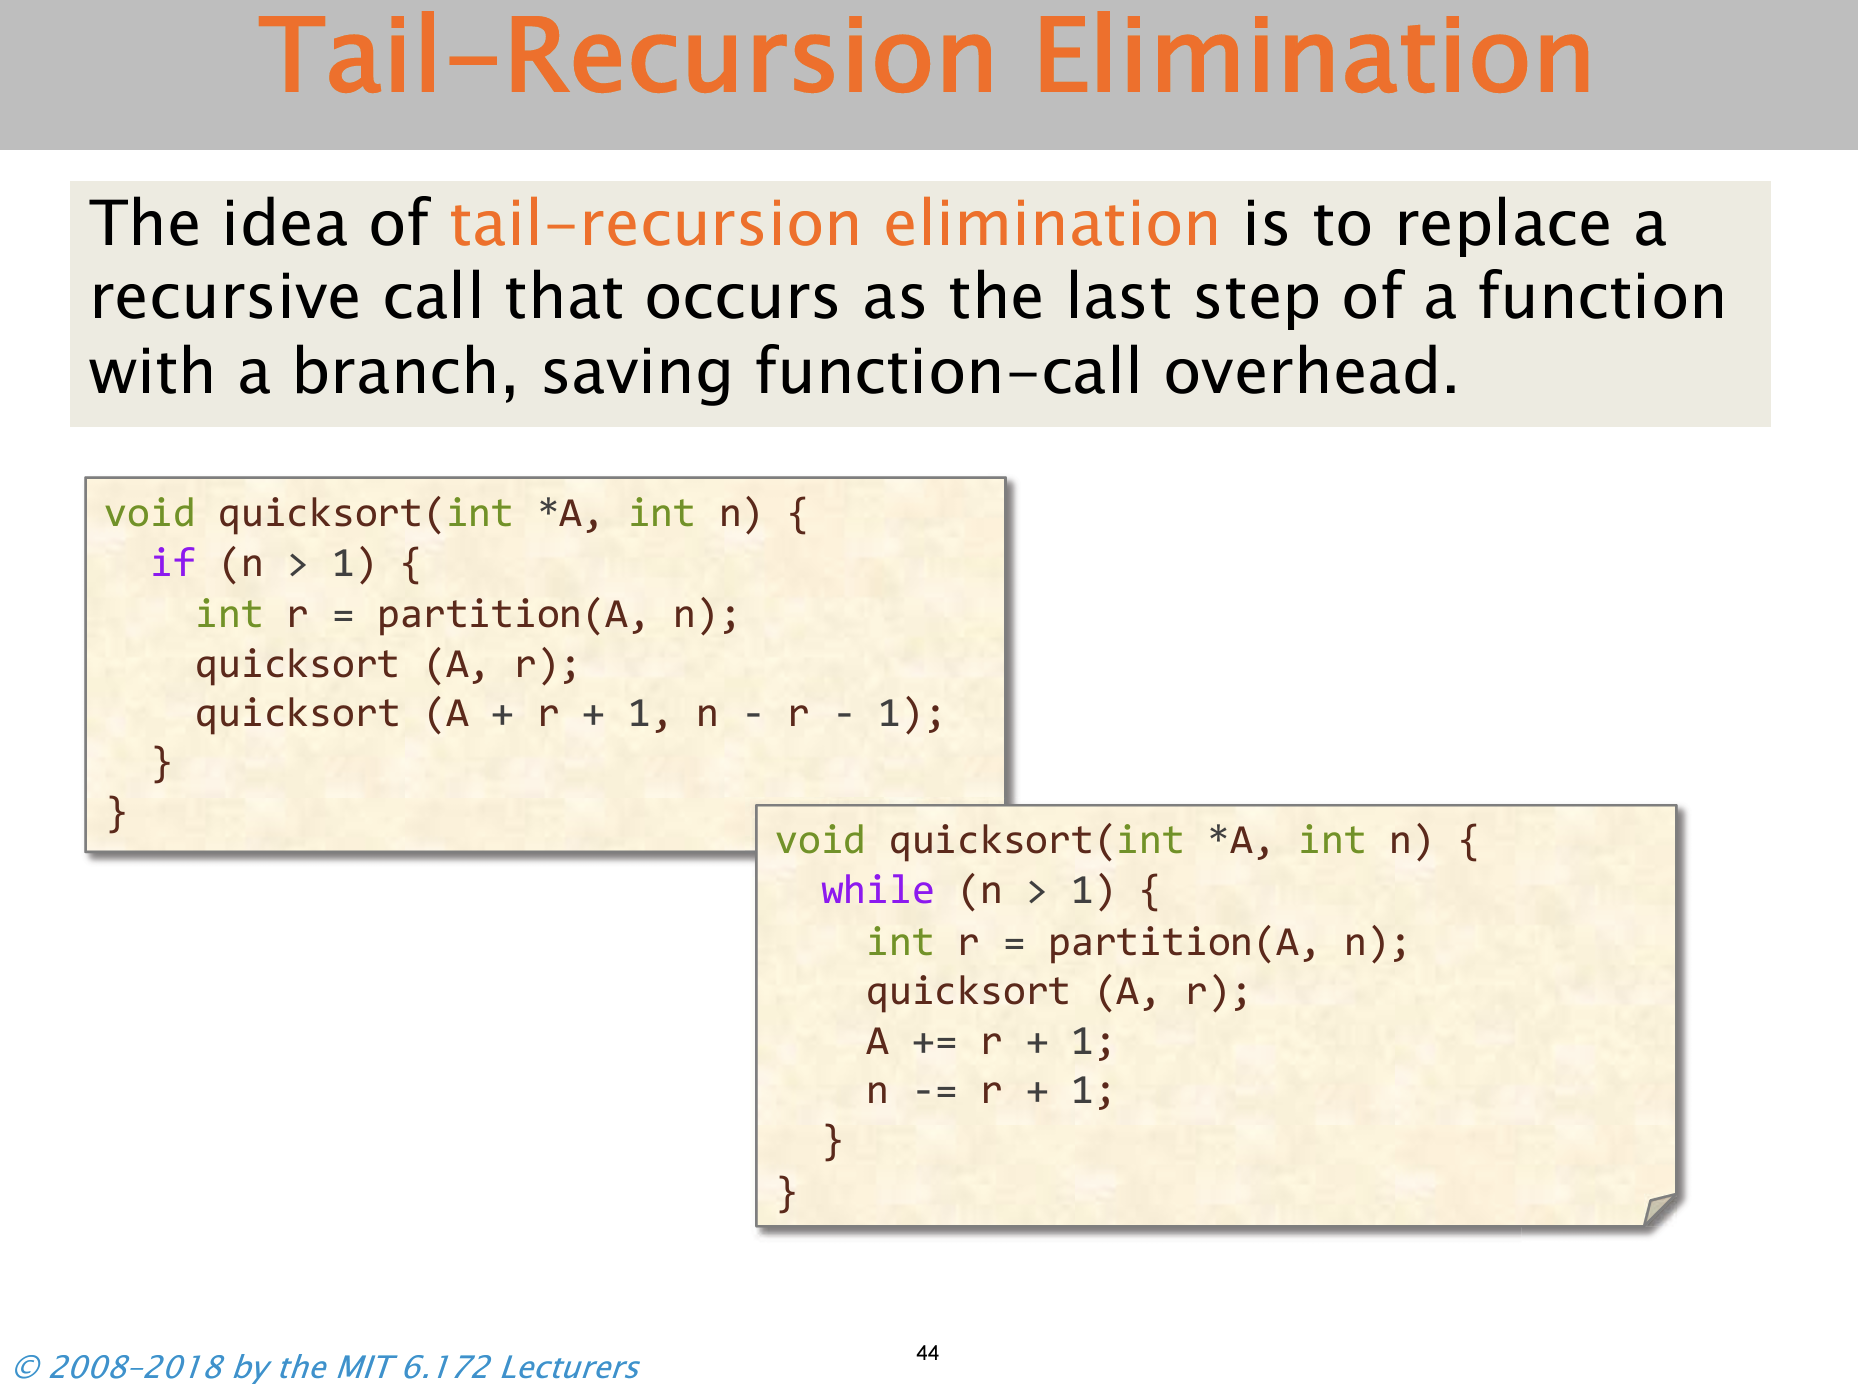 Tail–Recursion Elimination
The idea of tail–recursion elimination is to replace a
recursive call that occurs as the last step of a function
with a branch, saving function–call overhead.
void quicksort(int *A, int n) {
  if (n > 1) {
    int r = partition(A, n);
    quicksort (A, r);
    quicksort (A + r + 1, n - r - 1);
  }
}
void quicksort(int *A, int n) {
  while (n > 1) {
    int r = partition(A, n);
    quicksort (A, r);
    A += r + 1;
    n -= r + 1;
  }
}
© 2008–2018 by the MIT 6.172 Lecturers
44